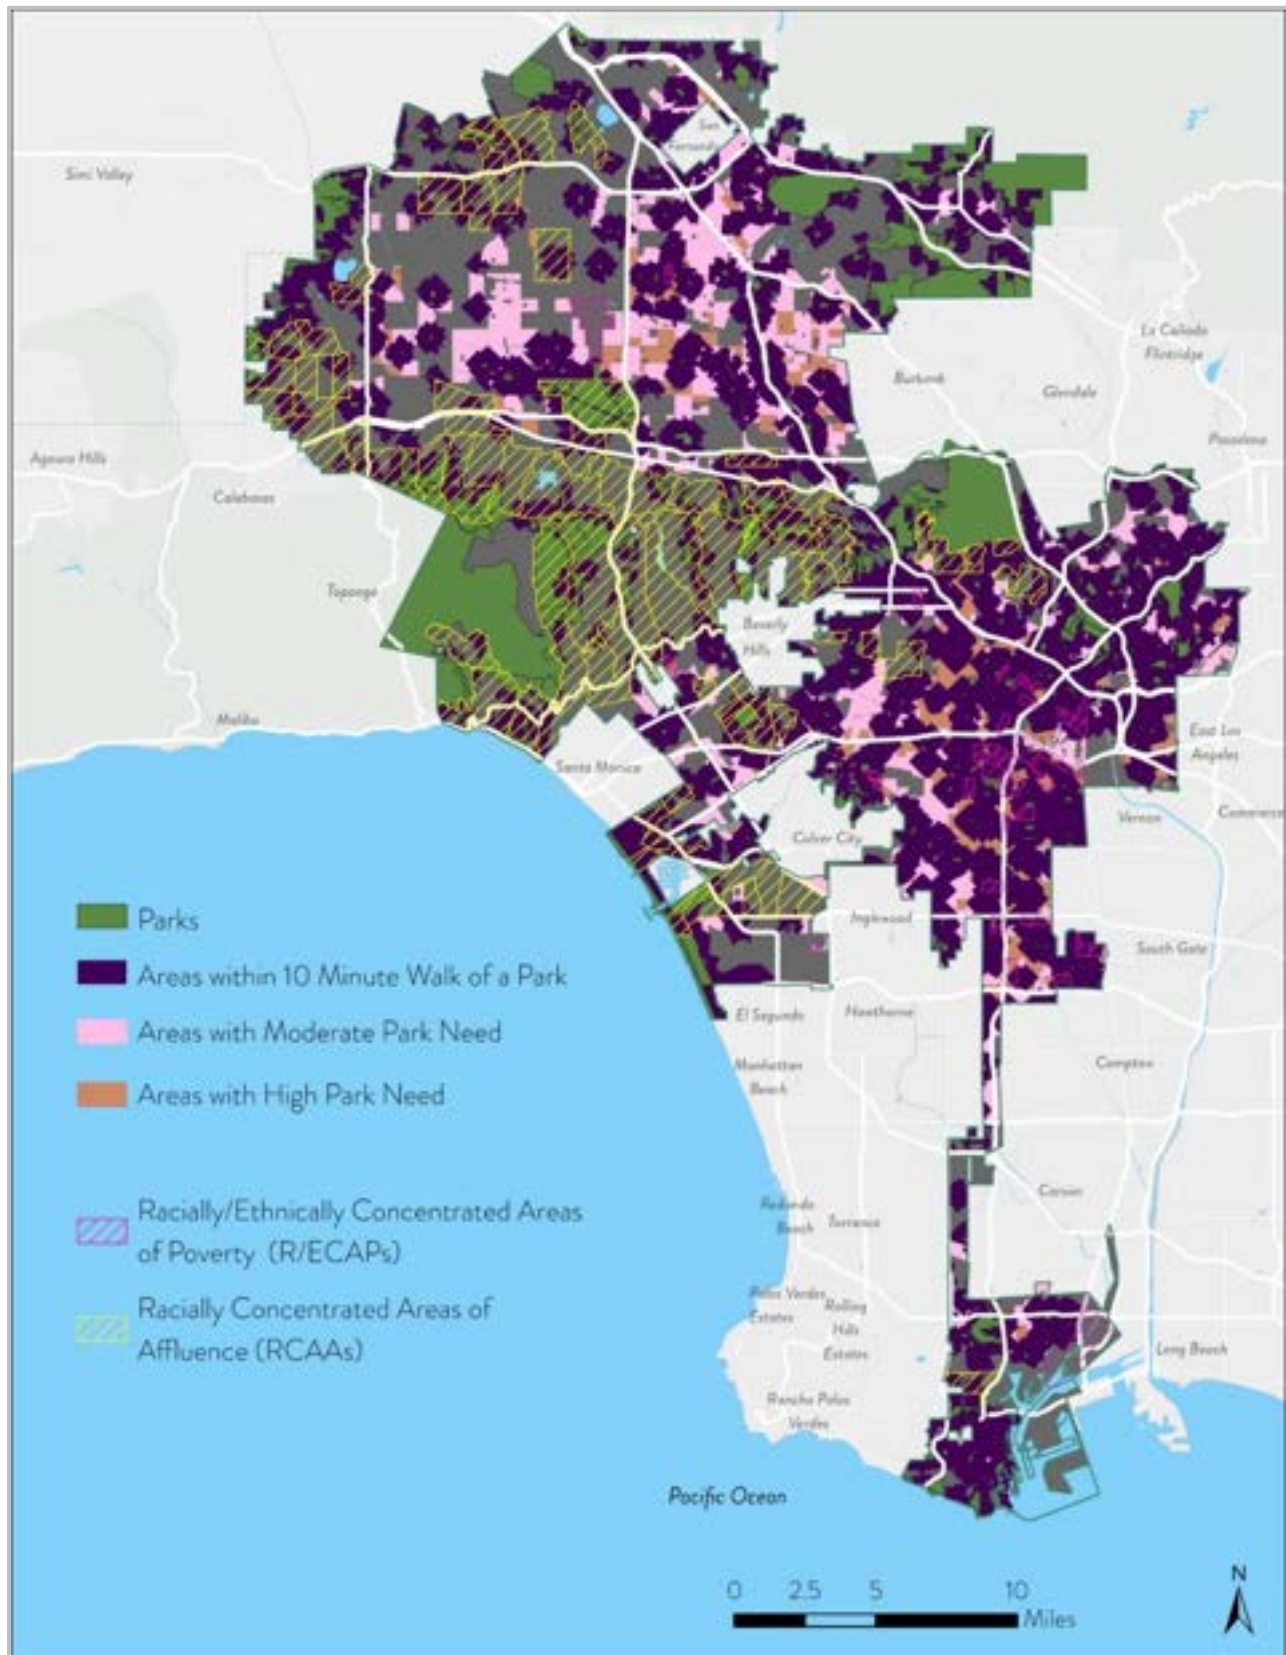 San
Fernando
Simi Valley
La Cañada
Flintridge
Burbank
Glendale
Pasadena
Agoura Hills
Calabasas
Topanga
Beverly
Hills
Malibu
East Los
Angeles
Santa Monica
Vernon
Commerce
Culver City
Parks
Inglewood
South Gate
Areas within 10 Minute Walk of a Park
El Segundo
Hawthorne
Areas with Moderate Park Need
Manhattan
Beach
Compton
Areas with High Park Need
Redondo
Beach
Torrance
Carson
Racially/Ethnically Concentrated Areas
of Poverty (R/ECAPs)
Palos Verdes
Estates
Rolling
Hills
Estates
Racially Concentrated Areas of
Affluence (RCAAs)
Long Beach
Rancho Palos
Verdes
Pacific Ocean
N
0 2.5 5 10
Miles